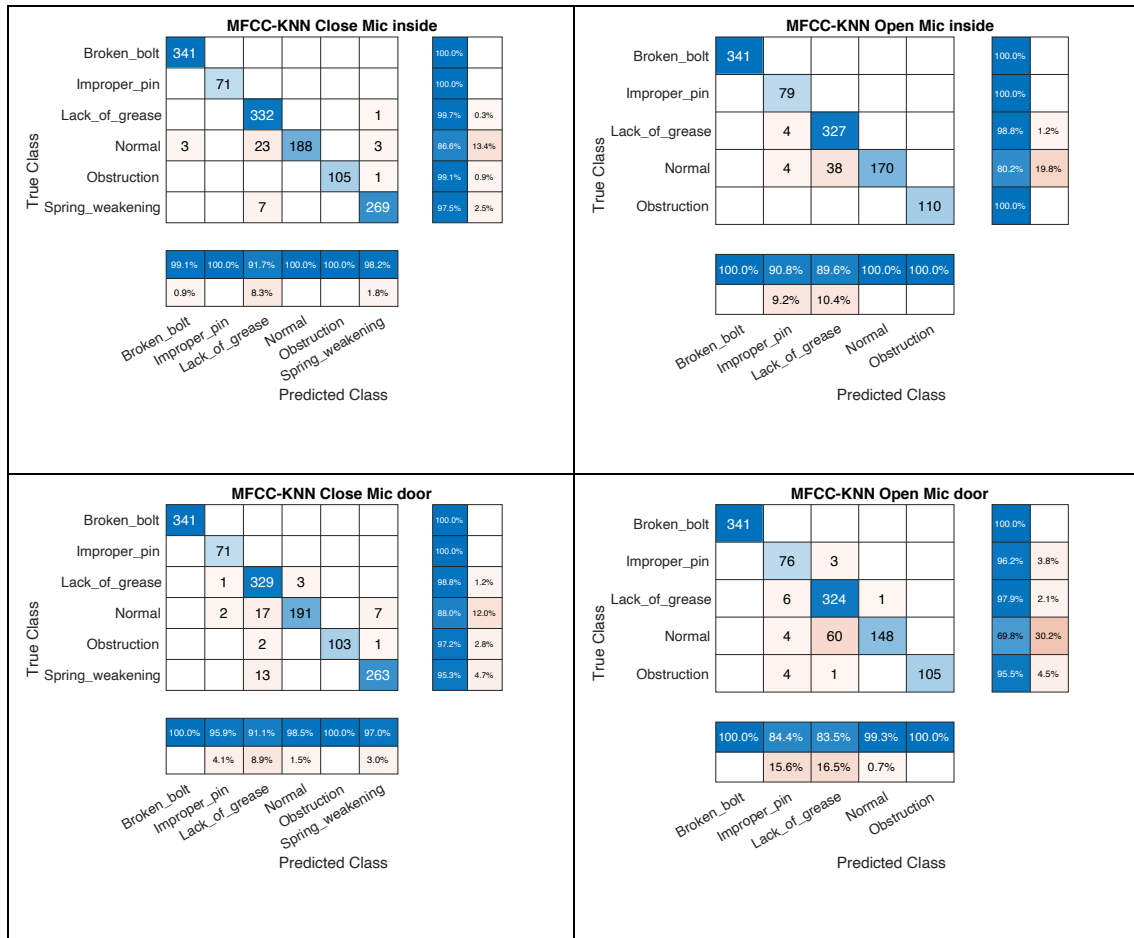 MFCC-KNN Close Mic inside
True Class
Broken_bolt 341 100.0%
Improper_pin 71 100.0%
Lack_of_grease 332 1 99.7% 0.3%
Normal 3 23 188 3 86.6% 13.4%
Obstruction 105 1 99.1% 0.9%
Spring_weakening 7 269 97.5% 2.5%
99.1% 100.0% 91.7% 100.0% 100.0% 98.2%
0.9% 8.3% 1.8%
Broken_bolt Improper_pin Lack_of_grease Normal Obstruction Spring_weakening
Predicted Class
MFCC-KNN Open Mic inside
True Class
Broken_bolt 341 100.0%
Improper_pin 79 100.0%
Lack_of_grease 4 327 98.8% 1.2%
Normal 4 38 170 80.2% 19.8%
Obstruction 110 100.0%
100.0% 90.8% 89.6% 100.0% 100.0%
9.2% 10.4%
Broken_bolt Improper_pin Lack_of_grease Normal Obstruction
Predicted Class
MFCC-KNN Close Mic door
True Class
Broken_bolt 341 100.0%
Improper_pin 71 100.0%
Lack_of_grease 1 329 3 98.8% 1.2%
Normal 2 17 191 7 88.0% 12.0%
Obstruction 2 103 1 97.2% 2.8%
Spring_weakening 13 263 95.3% 4.7%
100.0% 95.9% 91.1% 98.5% 100.0% 97.0%
4.1% 8.9% 1.5% 3.0%
Broken_bolt Improper_pin Lack_of_grease Normal Obstruction Spring_weakening
Predicted Class
MFCC-KNN Open Mic door
True Class
Broken_bolt 341 100.0%
Improper_pin 76 3 96.2% 3.8%
Lack_of_grease 6 324 1 97.9% 2.1%
Normal 4 60 148 69.8% 30.2%
Obstruction 4 1 105 95.5% 4.5%
100.0% 84.4% 83.5% 99.3% 100.0%
15.6% 16.5% 0.7%
Broken_bolt Improper_pin Lack_of_grease Normal Obstruction
Predicted Class